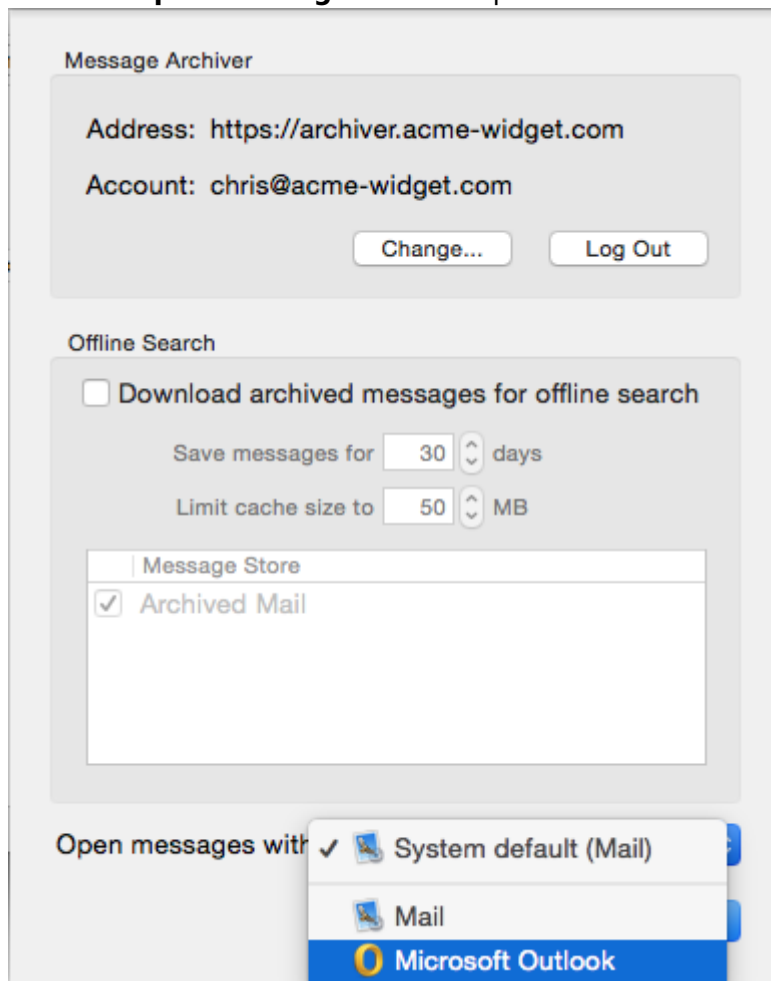 Message Archiver
Address: https://archiver.acme-widget.com
Account: chris@acme-widget.com
Change... Log Out
Offline Search
Download archived messages for offline search
Save messages for 30 days
Limit cache size to 50 MB
Message Store
Archived Mail
Open messages with System default (Mail)
Mail
Microsoft Outlook